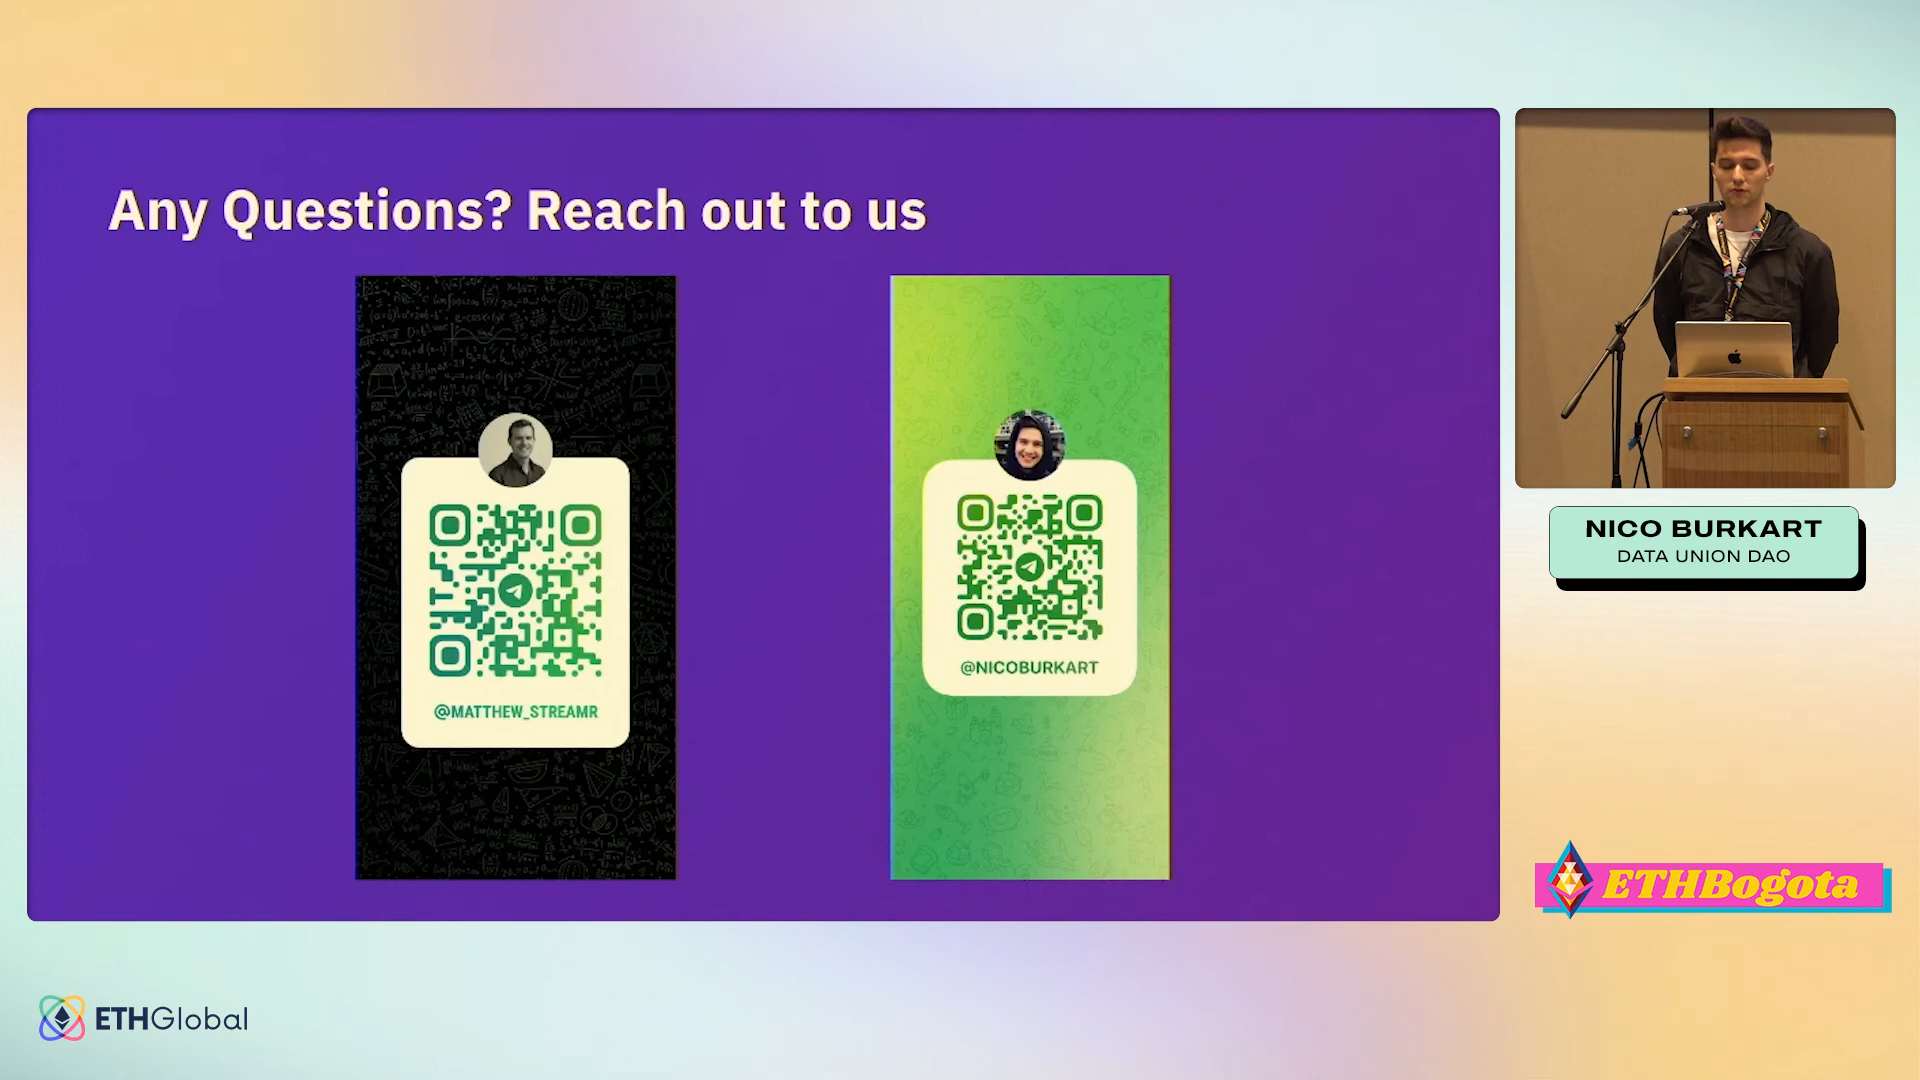 Any Questions? Reach out to us
@MATTHEW_STREAMR
@NICOBURKART
NICO BURKART
DATA UNION DAO
ETHBogota
ETHGlobal